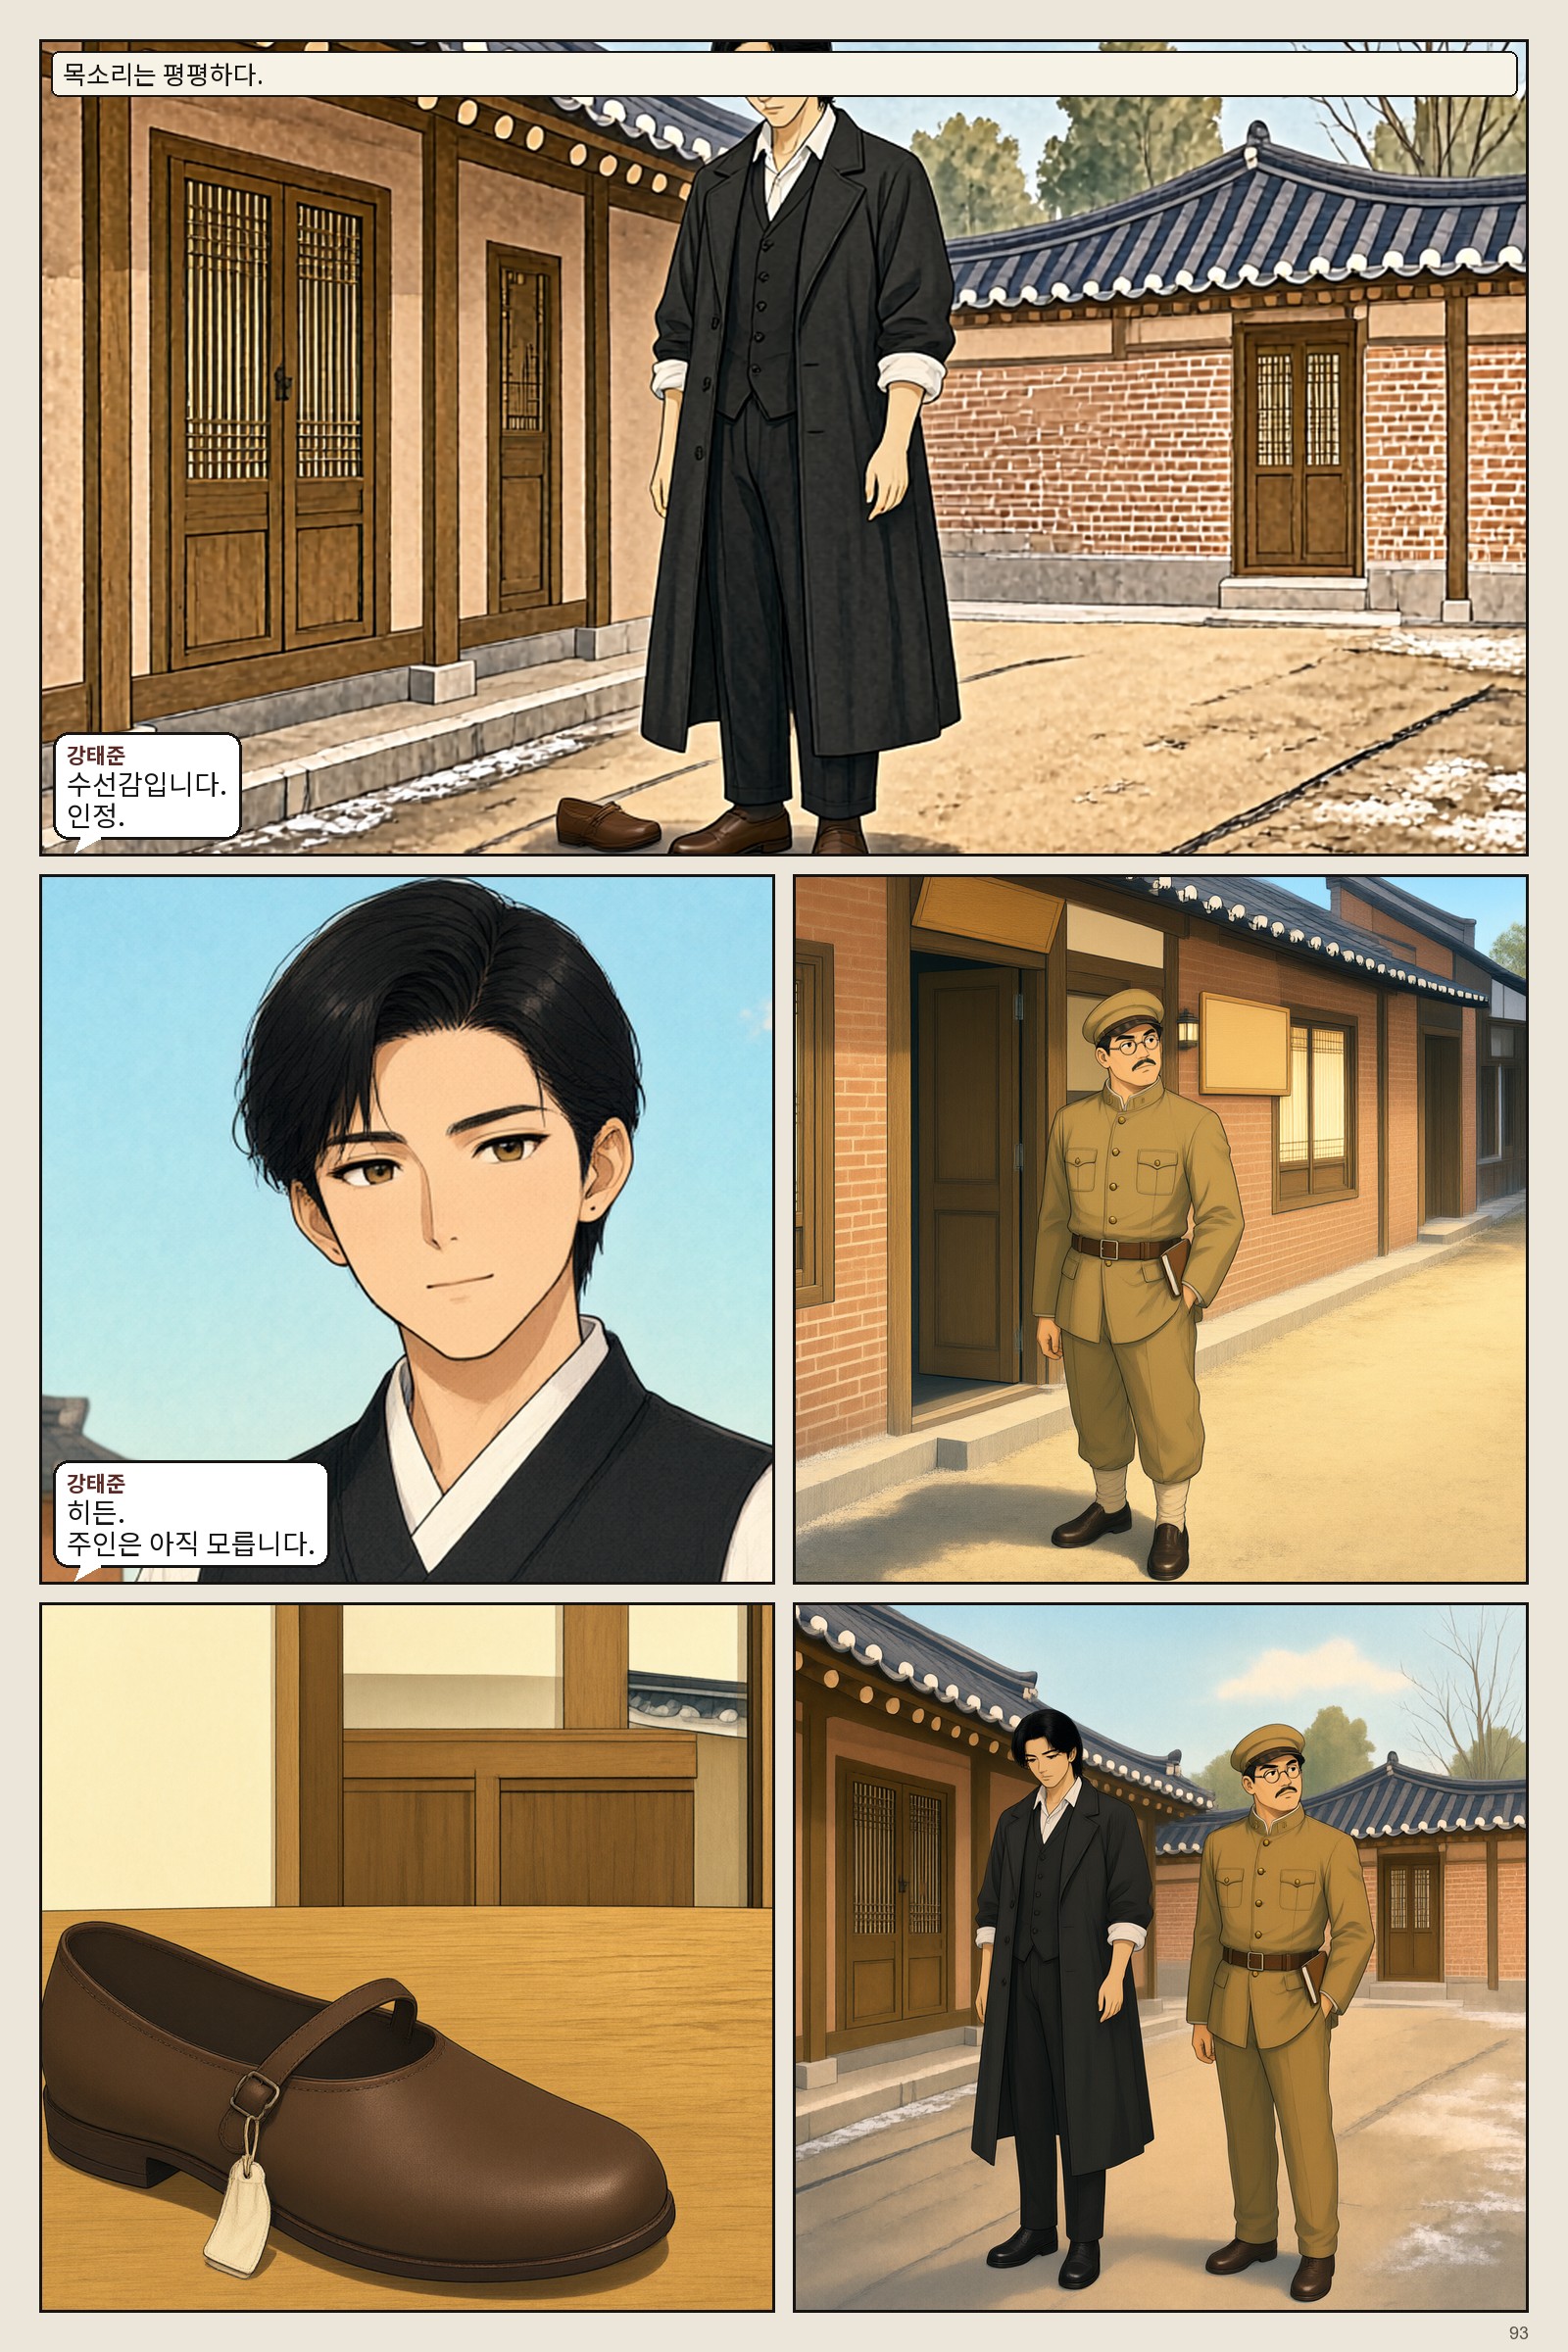 목소리는 평평하다.
강태준
수선감입니다.
인정.
강태준
히든.
주인은 아직 모릅니다.
93